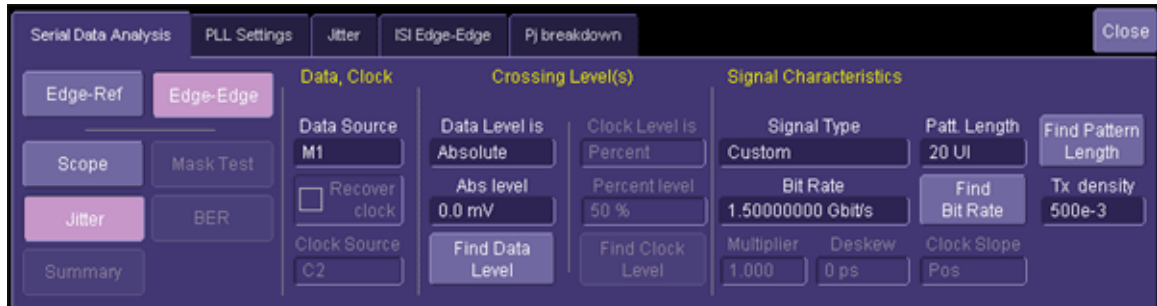 Serial Data Analysis
PLL Settings
Jitter
ISI Edge-Edge
Pj breakdown
Close
Edge-Ref
Edge-Edge
Scope
Mask Test
Jitter
BER
Summary
Data, Clock
Data Source
M1
Recover
clock
Clock Source
C2
Crossing Level(s)
Data Level is
Absolute
Abs level
0.0 mV
Find Data
Level
Clock Level is
Percent
Percent level
50 %
Find Clock
Level
Signal Characteristics
Signal Type
Custom
Patt. Length
20 UI
Find Pattern
Length
Bit Rate
1.50000000 Gbit/s
Find
Bit Rate
Tx density
500e-3
Multiplier
1.000
Deskew
0 ps
Clock Slope
Pos